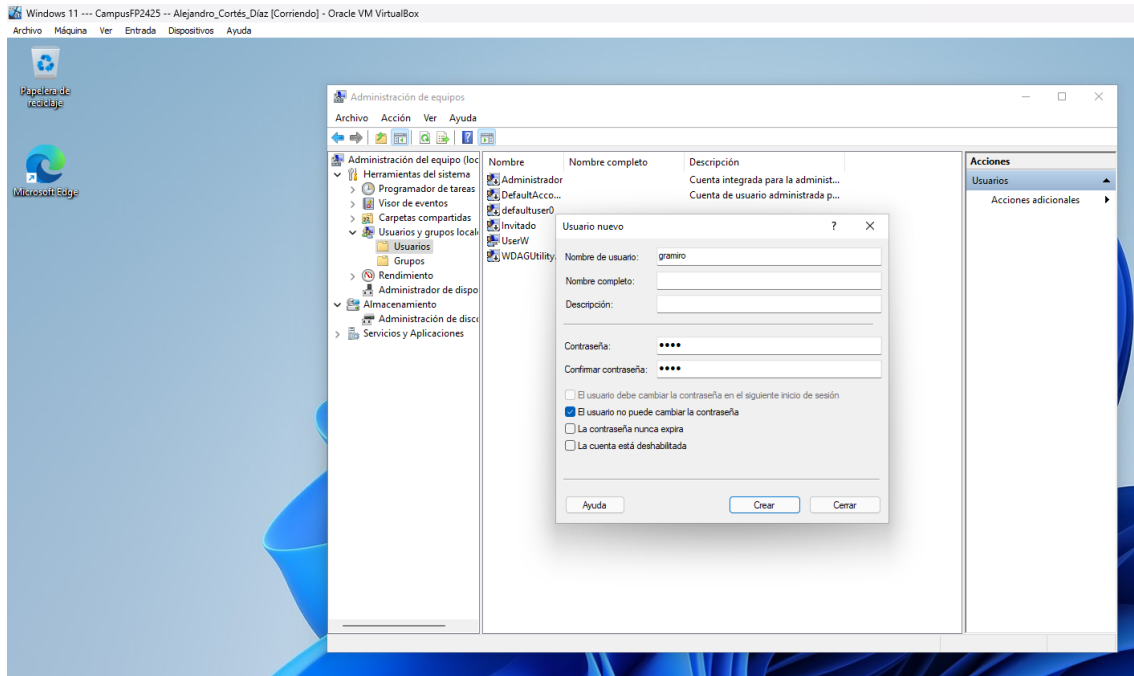 Windows 11 --- CampusFP2425 -- Alejandro_Cortés_Díaz [Corriendo] - Oracle VM VirtualBox
Archivo Máquina Ver Entrada Dispositivos Ayuda
Papelera de
reciclaje
Microsoft Edge
Administración de equipos
Archivo Acción Ver Ayuda
Administración del equipo (loc
Herramientas del sistema
Programador de tareas
Visor de eventos
Carpetas compartidas
Usuarios y grupos locale
Usuarios
Grupos
Rendimiento
Administrador de dispo
Almacenamiento
Administración de disco
Servicios y Aplicaciones
Nombre Nombre completo Descripción
Administrador Cuenta integrada para la administ...
DefaultAcco... Cuenta de usuario administrada p...
defaultuser0
Invitado
UserW
WDAGUtility
Acciones
Usuarios
Acciones adicionales
Usuario nuevo ?
Nombre de usuario: gramiro
Nombre completo:
Descripción:
Contraseña: ●●●●
Confirmar contraseña: ●●●●
El usuario debe cambiar la contraseña en el siguiente inicio de sesión
El usuario no puede cambiar la contraseña
La contraseña nunca expira
La cuenta está deshabilitada
Ayuda Crear Cerrar